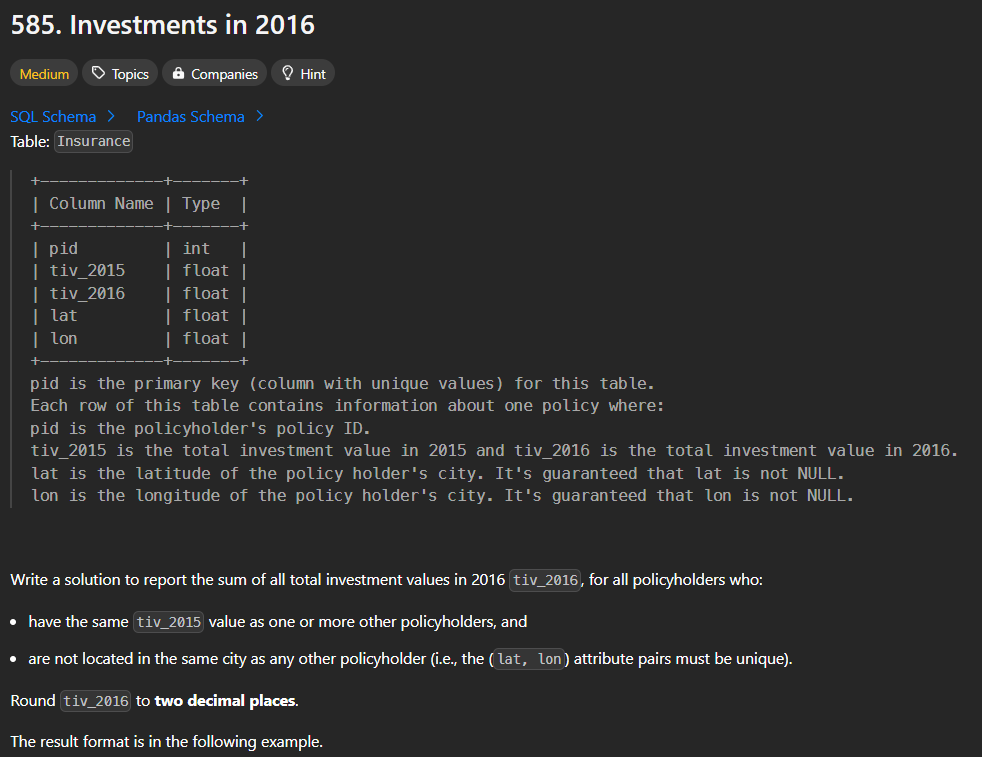 585. Investments in 2016
Medium Topics Companies Hint
SQL Schema Pandas Schema
Table: Insurance
+-------------+-------+
| Column Name | Type  |
+-------------+-------+
| pid         | int   |
| tiv_2015    | float |
| tiv_2016    | float |
| lat         | float |
| lon         | float |
+-------------+-------+
pid is the primary key (column with unique values) for this table.
Each row of this table contains information about one policy where:
pid is the policyholder's policy ID.
tiv_2015 is the total investment value in 2015 and tiv_2016 is the total investment value in 2016.
lat is the latitude of the policy holder's city. It's guaranteed that lat is not NULL.
lon is the longitude of the policy holder's city. It's guaranteed that lon is not NULL.
Write a solution to report the sum of all total investment values in 2016 tiv_2016, for all policyholders who:
• have the same tiv_2015 value as one or more other policyholders, and
• are not located in the same city as any other policyholder (i.e., the (lat, lon) attribute pairs must be unique).
Round tiv_2016 to two decimal places.
The result format is in the following example.